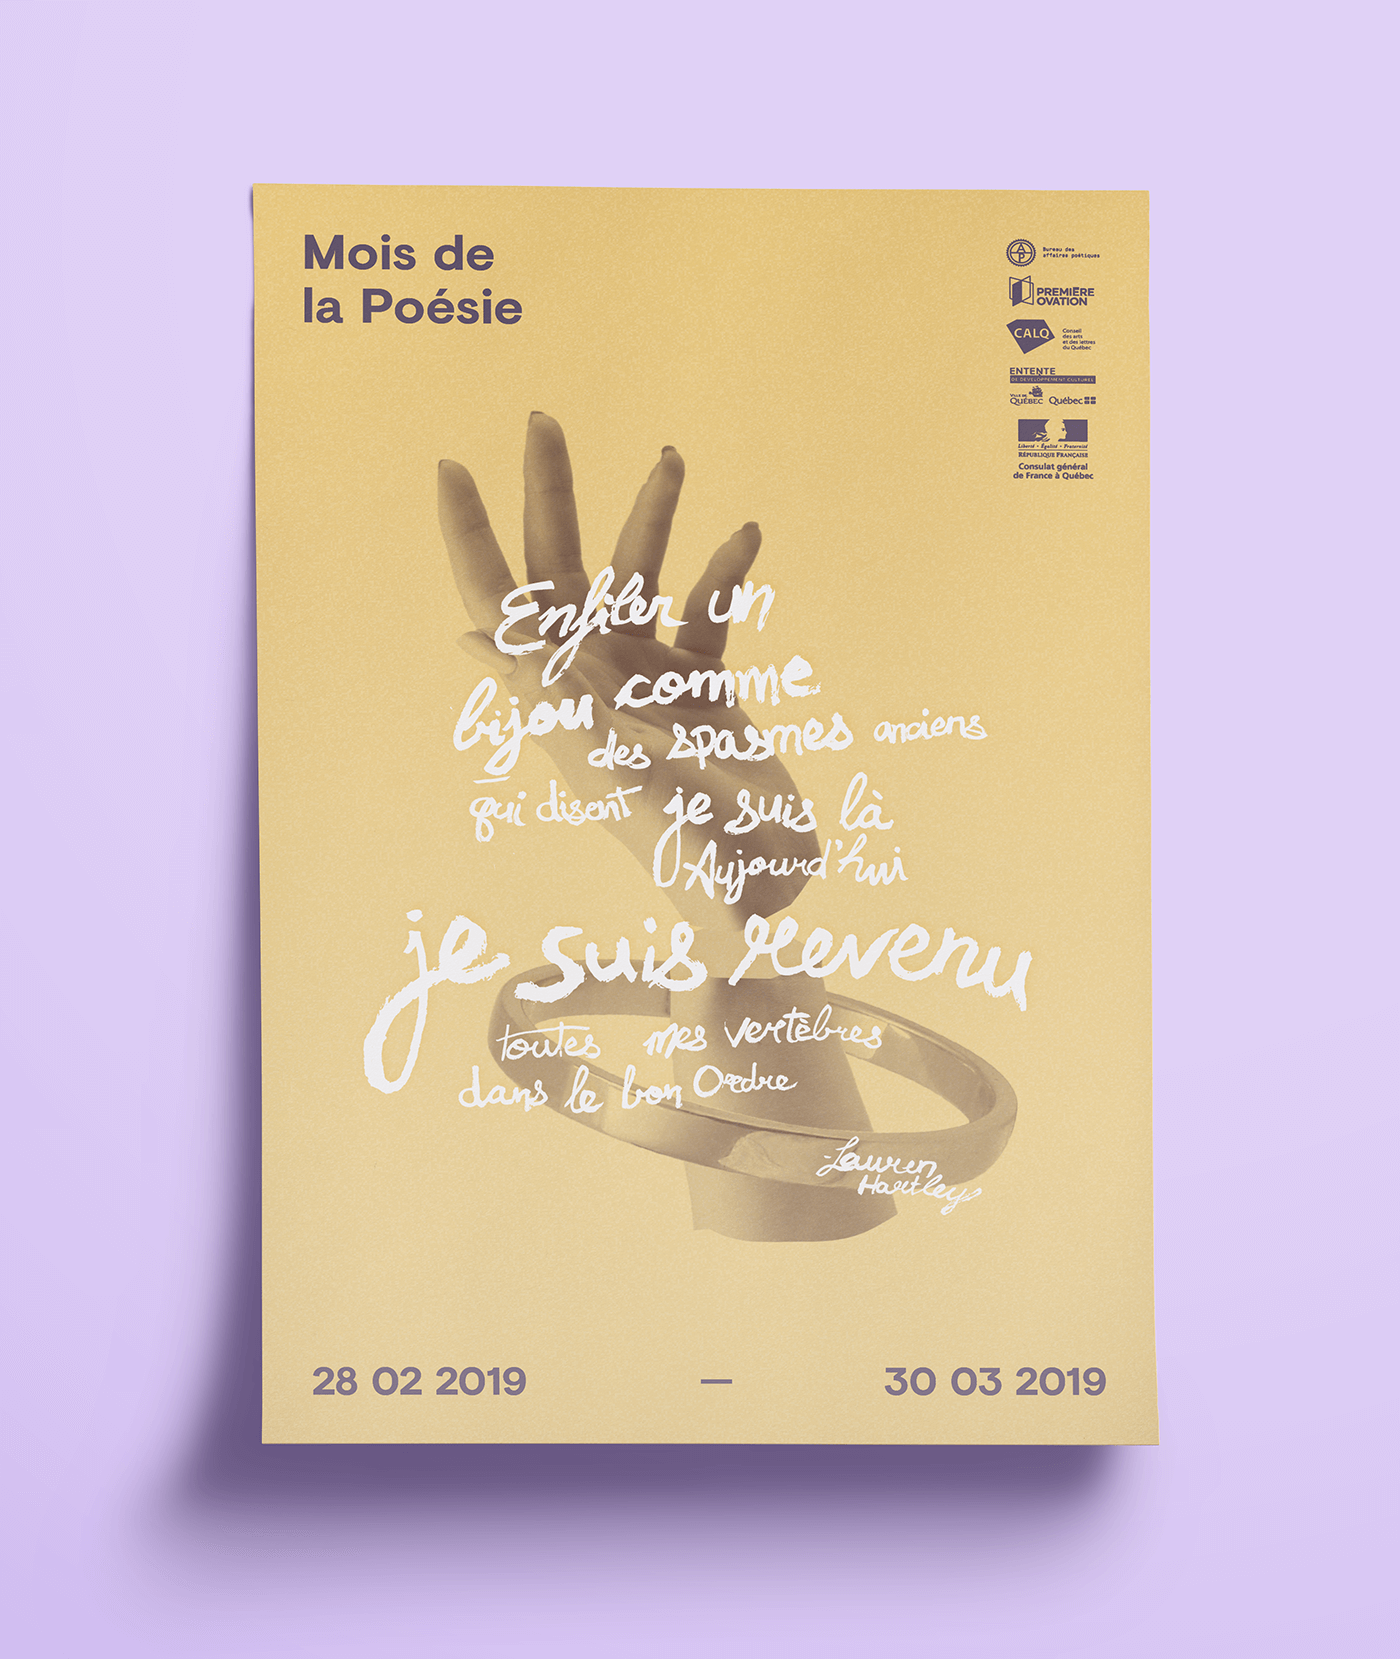 Mois de
la Poésie
AP
Bureau des
affaires poétiques
PREMIÈRE
OVATION
CALQ
Conseil
des arts
et des lettres
du Québec
ENTENTE
DE DÉVELOPPEMENT CULTUREL
VILLE DE
QUÉBEC
Québec
Liberté • Égalité • Fraternité
RÉPUBLIQUE FRANÇAISE
Consulat général
de France à Québec
Enfiler un
bijou comme
des spasmes anciens
qui disent je suis là
Aujourd'hui
je suis revenu
toutes mes vertèbres
dans le bon Ordre
-Lauren
Hartley
28 02 2019 — 30 03 2019